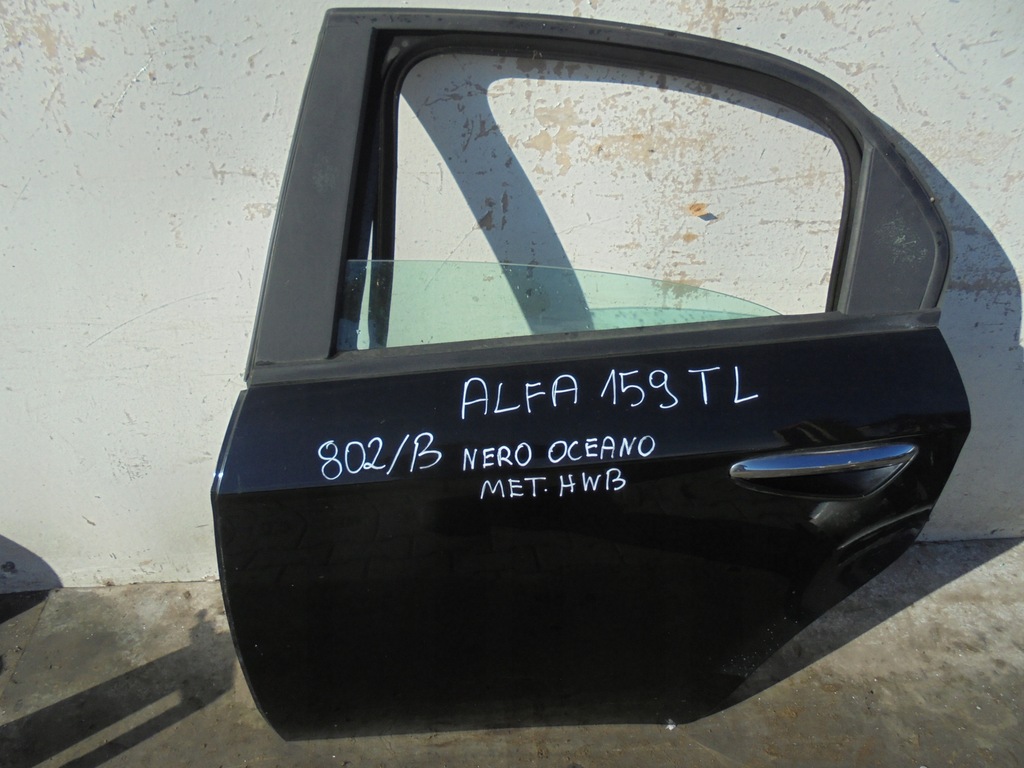 ALFA 159 TL
802/B NERO OCEANO
MET. HWB